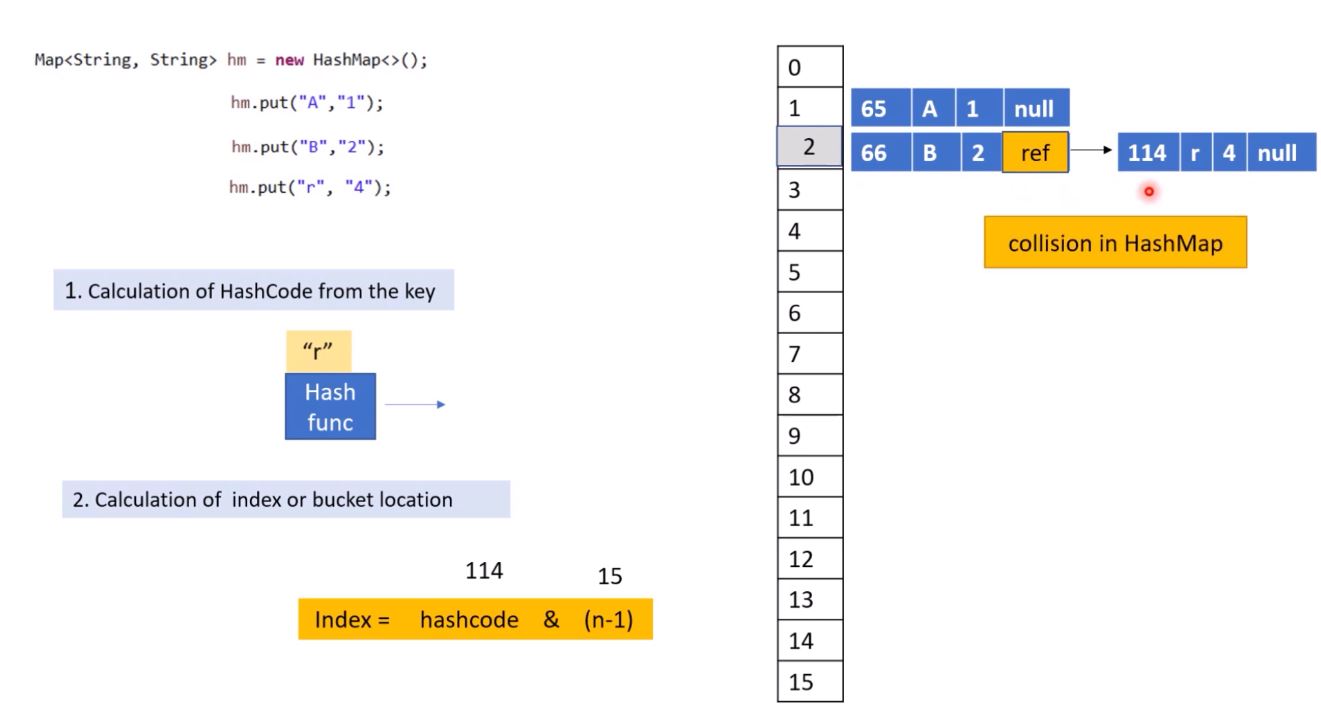 Map<String, String> hm = new HashMap<>();
hm.put("A","1");
hm.put("B","2");
hm.put("r", "4");
1. Calculation of HashCode from the key
“r”
Hash
func
2. Calculation of index or bucket location
114 15
Index = hashcode & (n-1)
0
1 65 A 1 null
2 66 B 2 ref 114 r 4 null
3
4
collision in HashMap
5
6
7
8
9
10
11
12
13
14
15